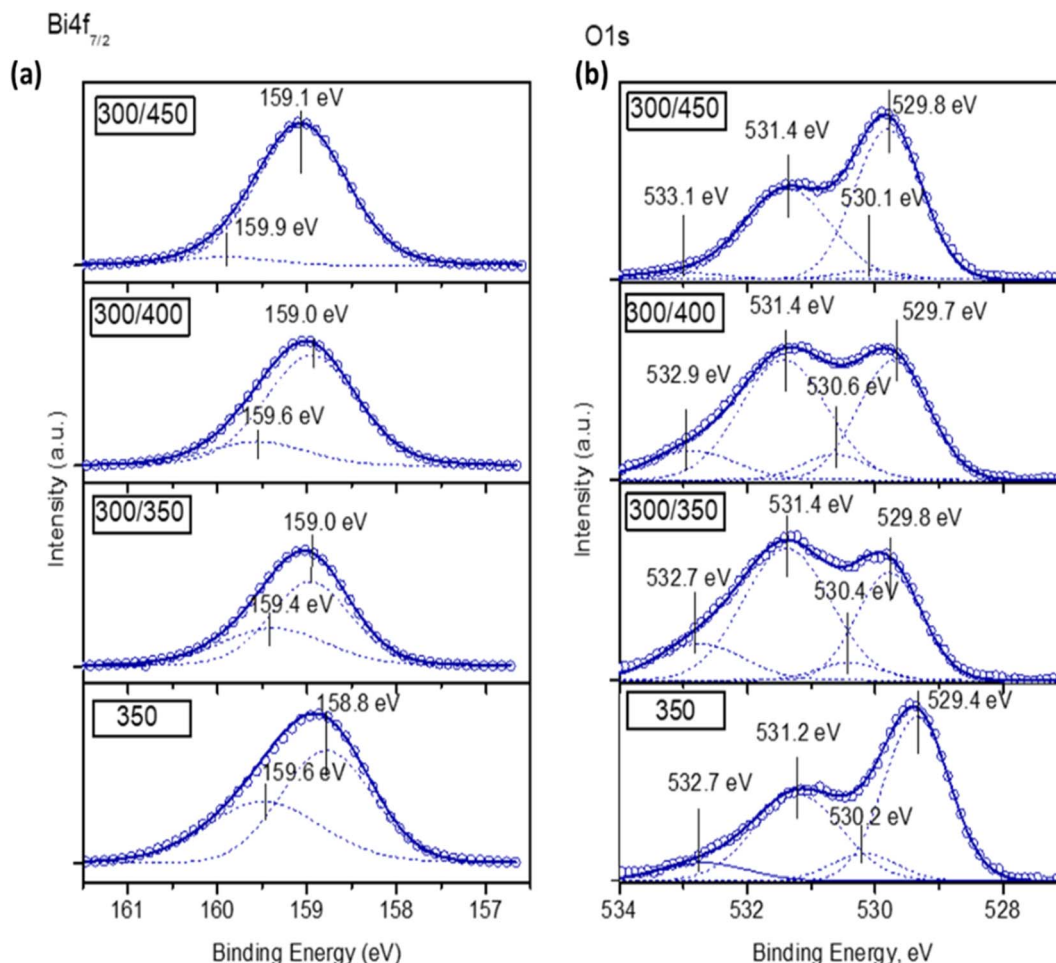 Bi4f7/2
(a)
300/450
159.1 eV
159.9 eV
300/400
159.0 eV
159.6 eV
300/350
159.0 eV
159.4 eV
350
158.8 eV
159.6 eV
Intensity (a.u.)
161 160 159 158 157
Binding Energy (eV)
O1s
(b)
300/450
529.8 eV
531.4 eV
533.1 eV
530.1 eV
300/400
531.4 eV
529.7 eV
532.9 eV
530.6 eV
300/350
531.4 eV
529.8 eV
532.7 eV
530.4 eV
350
529.4 eV
531.2 eV
532.7 eV
530.2 eV
Intensity (a.u.)
534 532 530 528
Binding Energy, eV